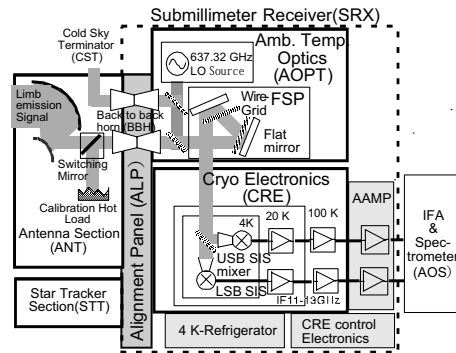 Submillimeter Receiver(SRX)
Cold Sky
Terminator
(CST)
637.32 GHz
LO Source
Amb. Temp.
Optics
(AOPT)
Limb
emission
Signal
Back to back
horn(BBH)
Wire-
Grid
FSP
Flat
mirror
Switching
Mirror
Calibration Hot
Load
Antenna Section
(ANT)
Alignment Panel (ALP)
Cryo Electronics
(CRE)
4K
20 K
100 K
AAMP
USB SIS
mixer
LSB SIS
IF11-13GHz
IFA &
Spec-
trometer
(AOS)
Star Tracker
Section(STT)
4 K-Refrigerator
CRE control
Electronics